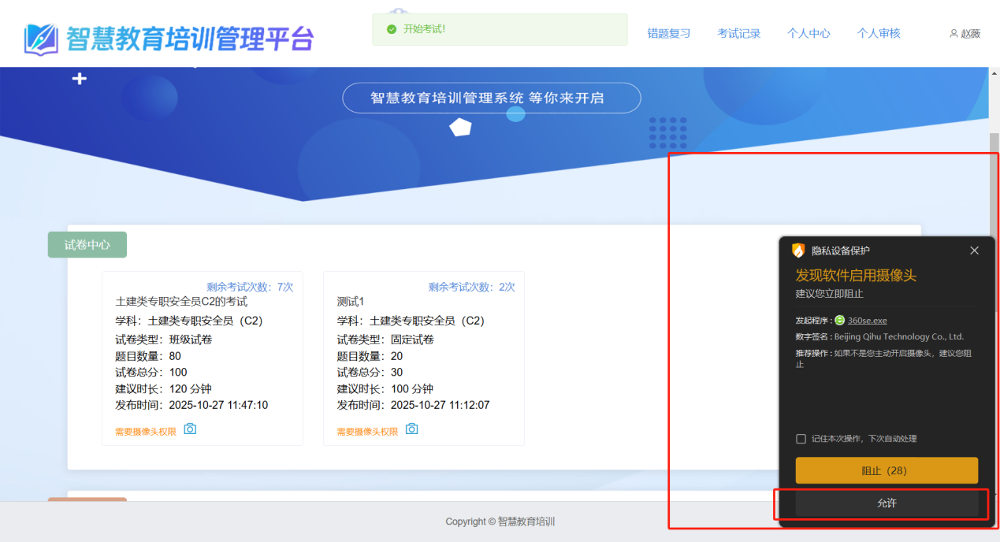 智慧教育培训管理平台
开始考试!
错题复习
考试记录
个人中心
个人审核
赵薇
智慧教育培训管理系统 等你来开启
试卷中心
剩余考试次数：7次
土建类专职安全员C2的考试
学科：土建类专职安全员（C2）
试卷类型：班级试卷
题目数量：80
试卷总分：100
建议时长：120 分钟
发布时间：2025-10-27 11:47:10
需要摄像头权限
剩余考试次数：2次
测试1
学科：土建类专职安全员（C2）
试卷类型：固定试卷
题目数量：20
试卷总分：30
建议时长：100 分钟
发布时间：2025-10-27 11:12:07
需要摄像头权限
隐私设备保护
发现软件启用摄像头
建议您立即阻止
发起程序：360se.exe
数字签名：Beijing Qihu Technology Co., Ltd.
推荐操作：如果不是您主动开启摄像头，建议您阻
止
记住本次操作，下次自动处理
阻止（28）
允许
Copyright © 智慧教育培训